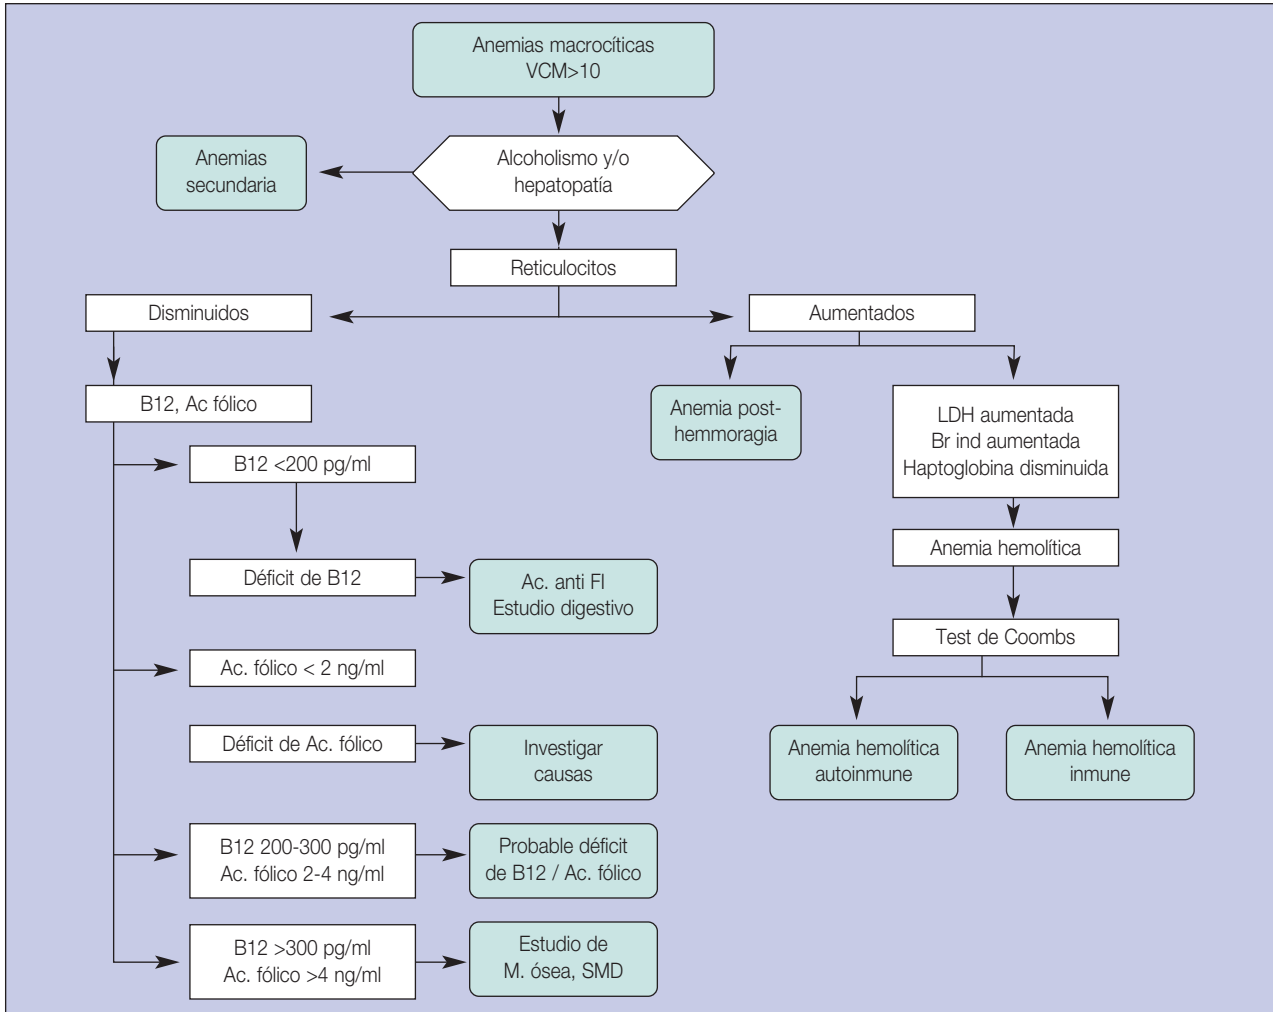 Anemias macrocíticas
VCM>10
Anemias
secundaria
Alcoholismo y/o
hepatopatía
Reticulocitos
Disminuidos
Aumentados
B12, Ac fólico
Anemia post-
hemmoragia
LDH aumentada
Br ind aumentada
Haptoglobina disminuida
B12 <200 pg/ml
Anemia hemolítica
Déficit de B12
Ac. anti FI
Estudio digestivo
Test de Coombs
Ac. fólico < 2 ng/ml
Déficit de Ac. fólico
Investigar
causas
Anemia hemolítica
autoinmune
Anemia hemolítica
inmune
B12 200-300 pg/ml
Ac. fólico 2-4 ng/ml
Probable déficit
de B12 / Ac. fólico
B12 >300 pg/ml
Ac. fólico >4 ng/ml
Estudio de
M. ósea, SMD